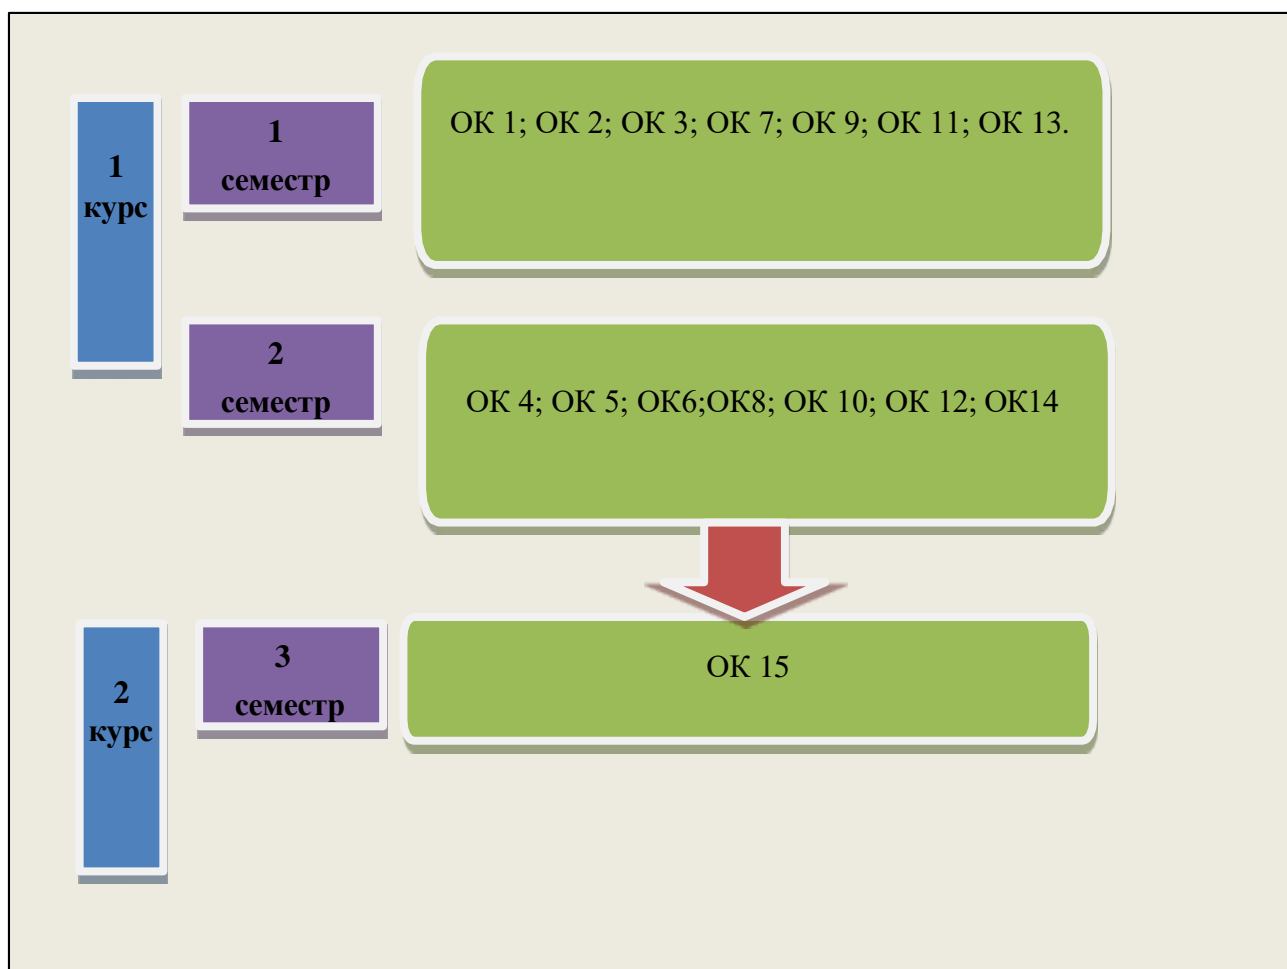 1
курс
1
семестр
ОК 1; ОК 2; ОК 3; ОК 7; ОК 9; ОК 11; ОК 13.
2
семестр
ОК 4; ОК 5; ОК6;ОК8; ОК 10; ОК 12; ОК14
2
курс
3
семестр
ОК 15